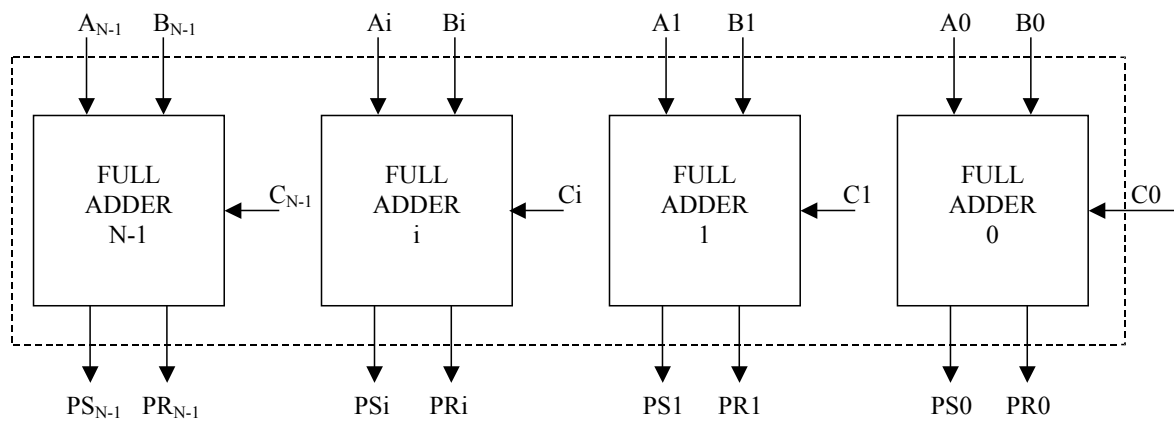 A_{N-1} B_{N-1} Ai Bi A1 B1 A0 B0
FULL ADDER N-1
C_{N-1}
FULL ADDER i
Ci
FULL ADDER 1
C1
FULL ADDER 0
C0
PS_{N-1} PR_{N-1} PSi PRi PS1 PR1 PS0 PR0